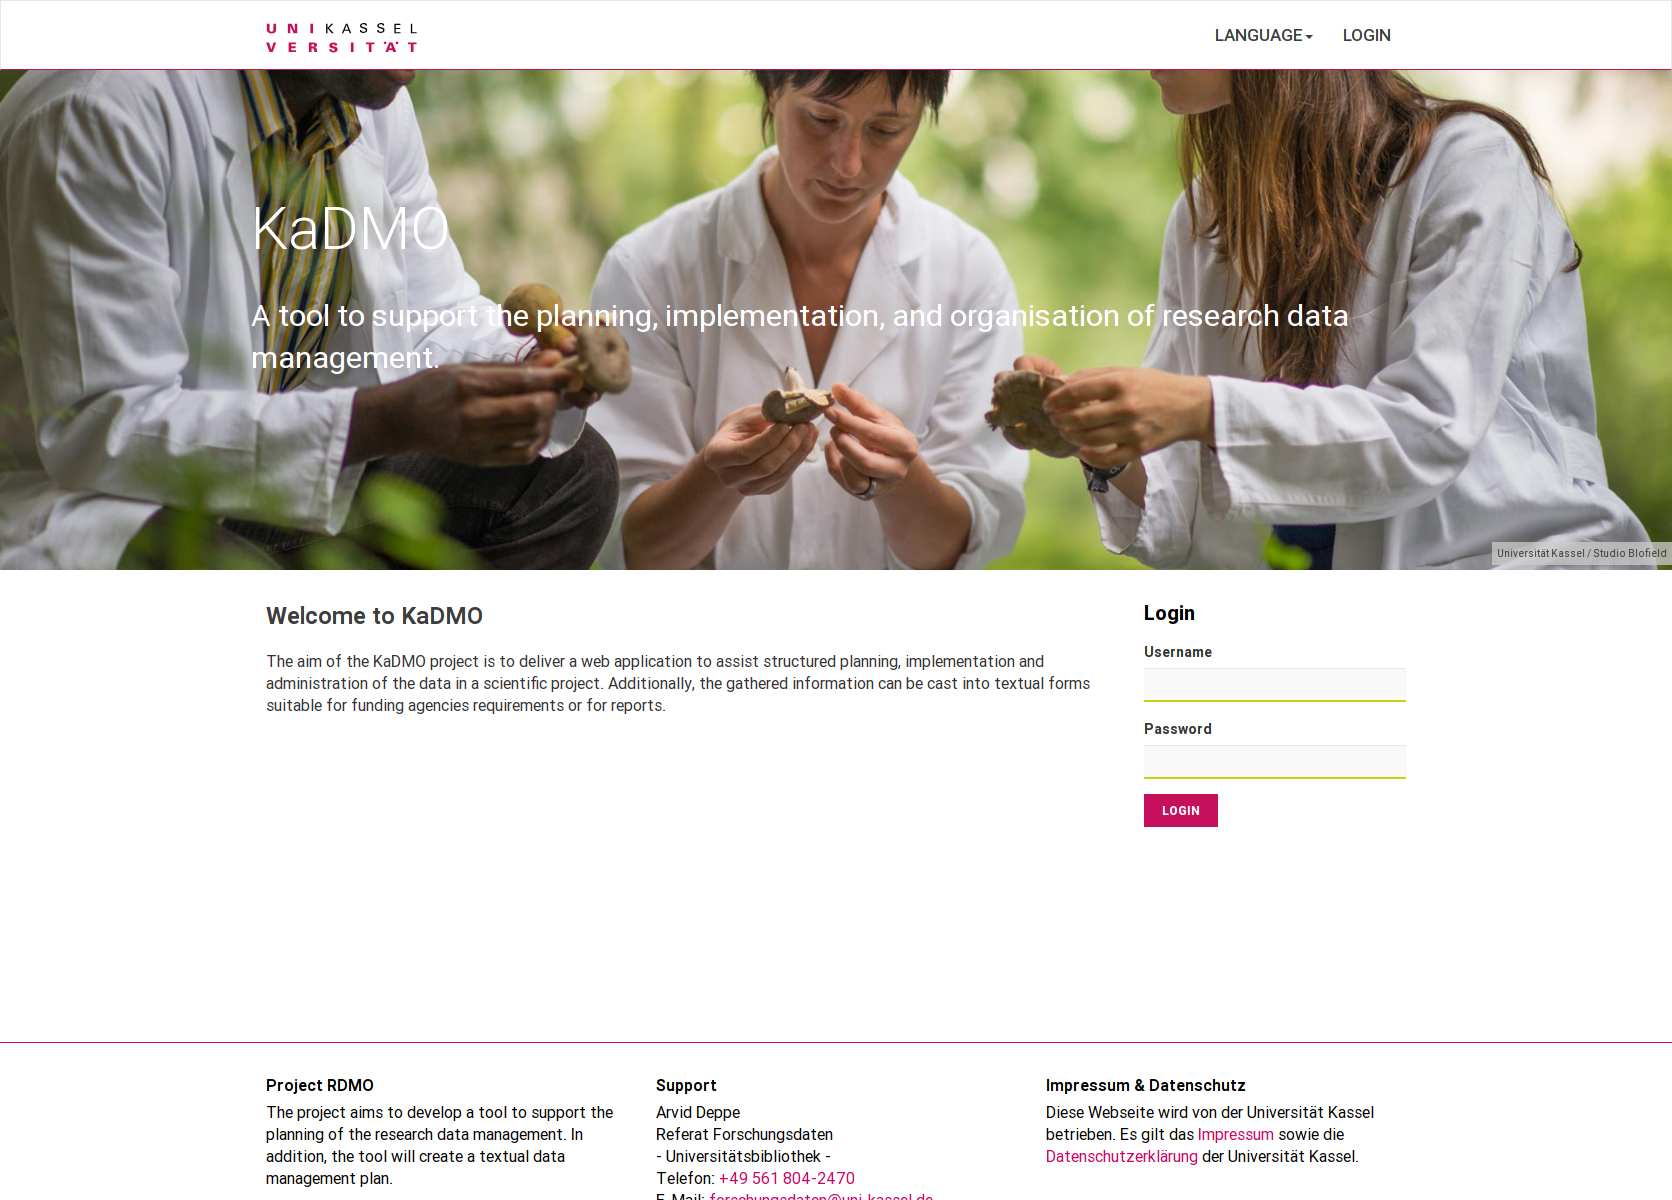 UNIKASSEL
VERSITÄT
LANGUAGE
LOGIN
KaDMO
A tool to support the planning, implementation, and organisation of research data
management.
Universität Kassel / Studio Blofield
Welcome to KaDMO
The aim of the KaDMO project is to deliver a web application to assist structured planning, implementation and
administration of the data in a scientific project. Additionally, the gathered information can be cast into textual forms
suitable for funding agencies requirements or for reports.
Login
Username
Password
LOGIN
Project RDMO
The project aims to develop a tool to support the
planning of the research data management. In
addition, the tool will create a textual data
management plan.
Support
Arvid Deppe
Referat Forschungsdaten
- Universitätsbibliothek -
Telefon: +49 561 804-2470
E-Mail: forschungsdaten@uni-kassel.de
Impressum & Datenschutz
Diese Webseite wird von der Universität Kassel
betrieben. Es gilt das Impressum sowie die
Datenschutzerklärung der Universität Kassel.